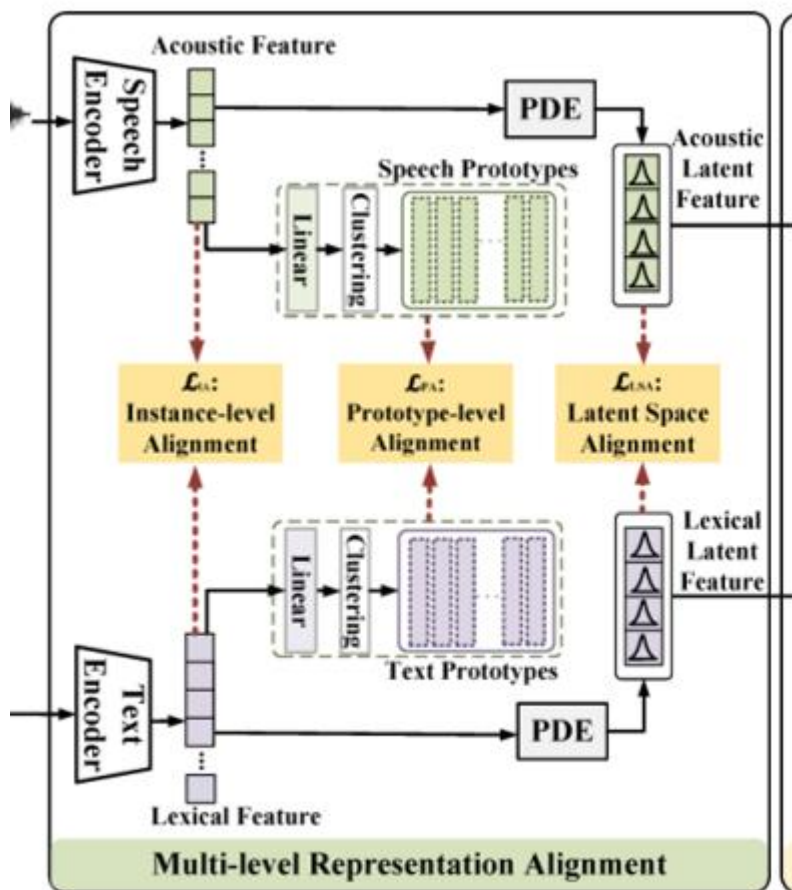 Acoustic Feature
Speech
Encoder
PDE
Acoustic
Latent
Feature
Speech Prototypes
Linear
Clustering
𝓛IA:
Instance-level
Alignment
𝓛PA:
Prototype-level
Alignment
𝓛LSA:
Latent Space
Alignment
Linear
Clustering
Text Prototypes
Lexical
Latent
Feature
Text
Encoder
PDE
Lexical Feature
Multi-level Representation Alignment